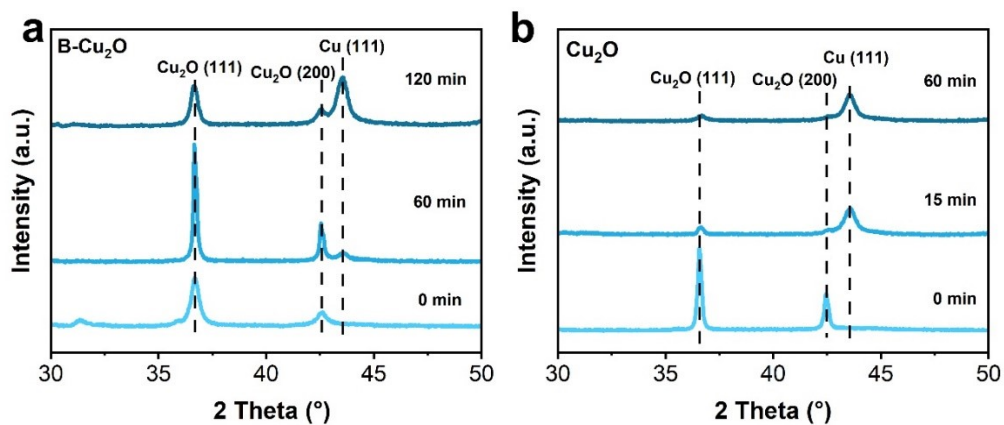 a
B-Cu₂O
Cu₂O (111)
Cu₂O (200)
Cu (111)
120 min
60 min
0 min
Intensity (a.u.)
30 35 40 45 50
2 Theta (°)
b
Cu₂O
Cu₂O (111)
Cu₂O (200)
Cu (111)
60 min
15 min
0 min
Intensity (a.u.)
30 35 40 45 50
2 Theta (°)